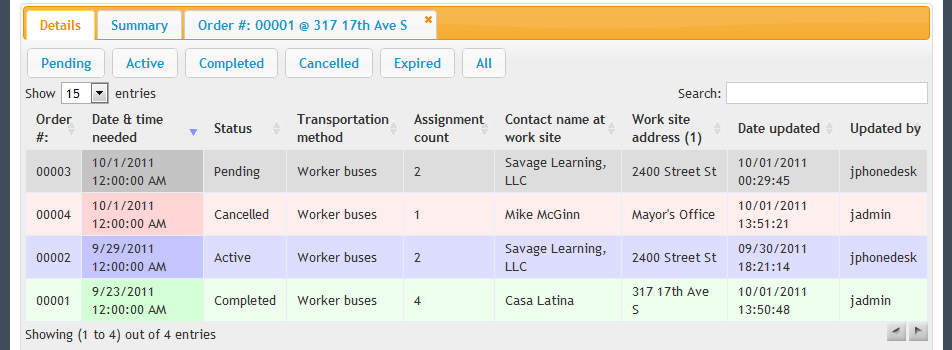 Details Summary Order #: 00001 @ 317 17th Ave S
Pending Active Completed Cancelled Expired All
Show 15 entries Search:
Order #: Date & time needed Status Transportation method Assignment count Contact name at work site Work site address (1) Date updated Updated by
00003 10/1/2011 12:00:00 AM Pending Worker buses 2 Savage Learning, LLC 2400 Street St 10/01/2011 00:29:45 jphonedesk
00004 10/1/2011 12:00:00 AM Cancelled Worker buses 1 Mike McGinn Mayor's Office 10/01/2011 13:51:21 jadmin
00002 9/29/2011 12:00:00 AM Active Worker buses 2 Savage Learning, LLC 2400 Street St 09/30/2011 18:21:14 jphonedesk
00001 9/23/2011 12:00:00 AM Completed Worker buses 4 Casa Latina 317 17th Ave S 10/01/2011 13:50:48 jadmin
Showing (1 to 4) out of 4 entries